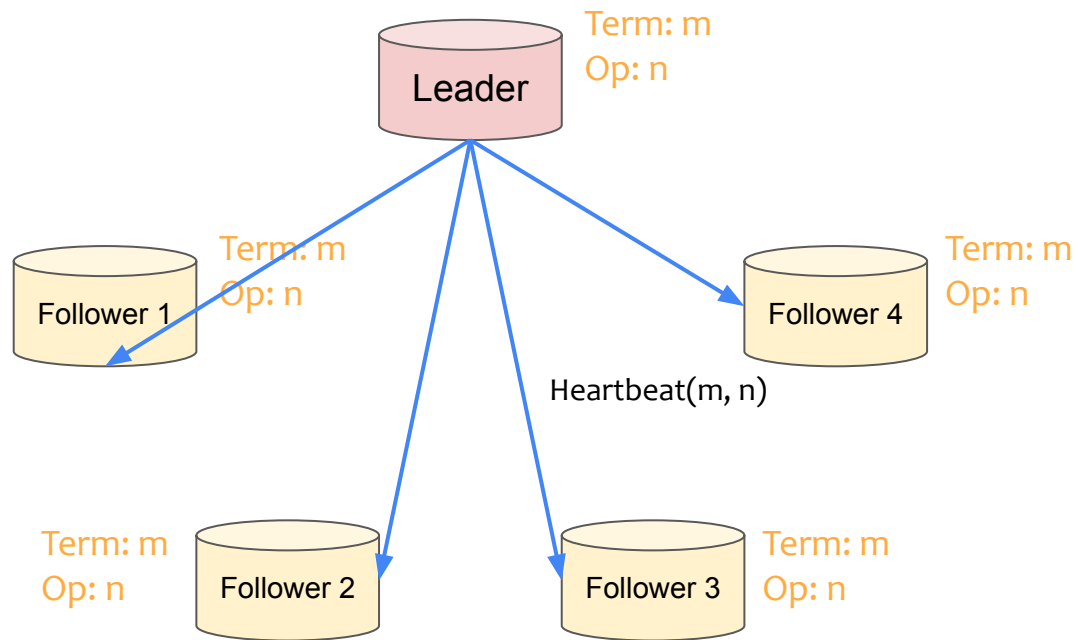 Term: m
Op: n
Leader
Term: m
Op: n
Follower 1
Term: m
Op: n
Follower 4
Heartbeat(m, n)
Term: m
Op: n
Follower 2
Term: m
Op: n
Follower 3